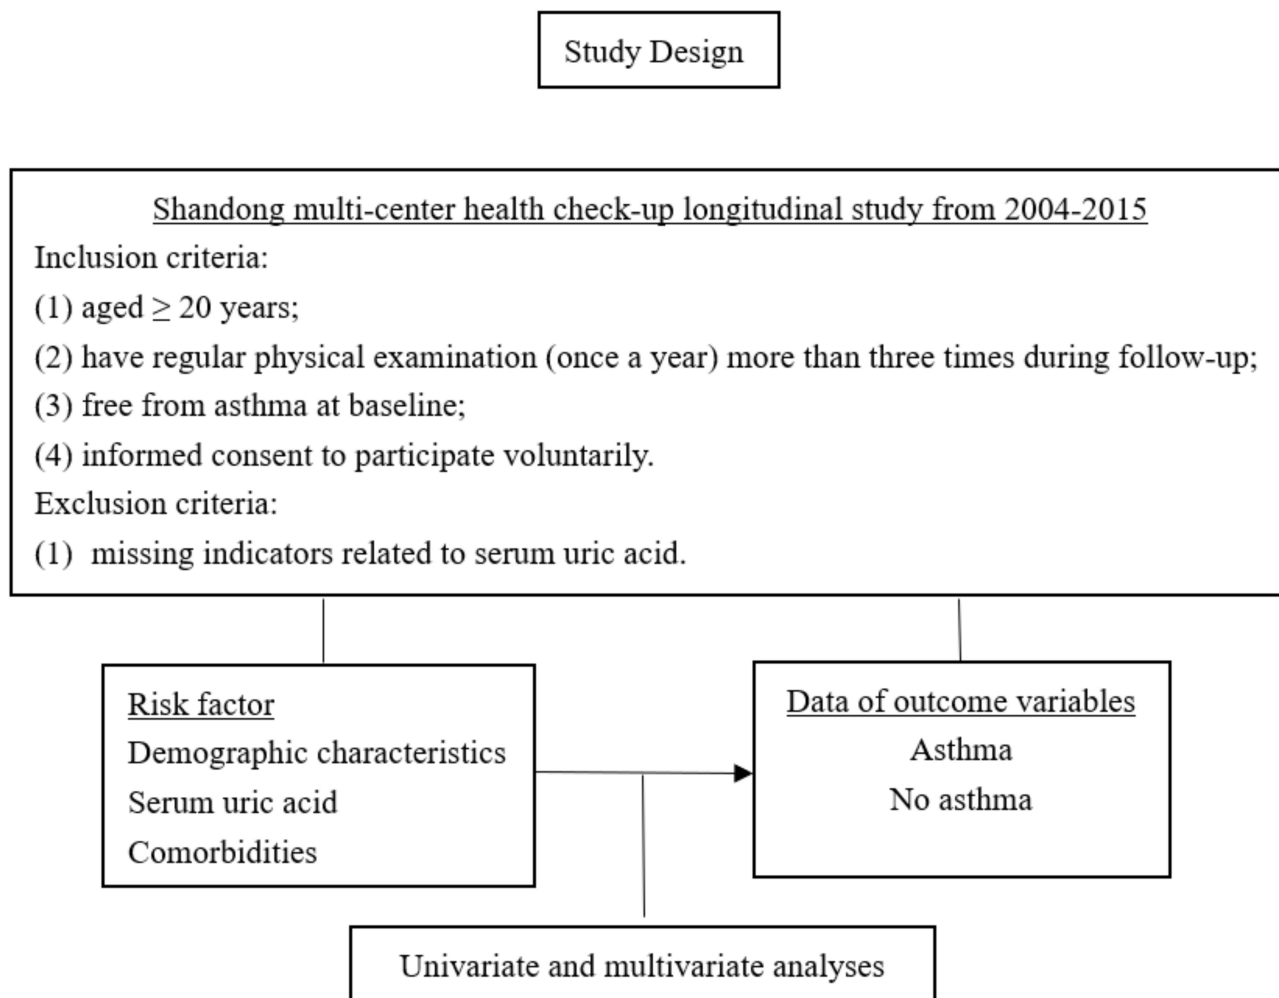 Study Design
Shandong multi-center health check-up longitudinal study from 2004-2015
Inclusion criteria:
(1) aged ≥ 20 years;
(2) have regular physical examination (once a year) more than three times during follow-up;
(3) free from asthma at baseline;
(4) informed consent to participate voluntarily.
Exclusion criteria:
(1) missing indicators related to serum uric acid.
Risk factor
Demographic characteristics
Serum uric acid
Comorbidities
Data of outcome variables
Asthma
No asthma
Univariate and multivariate analyses